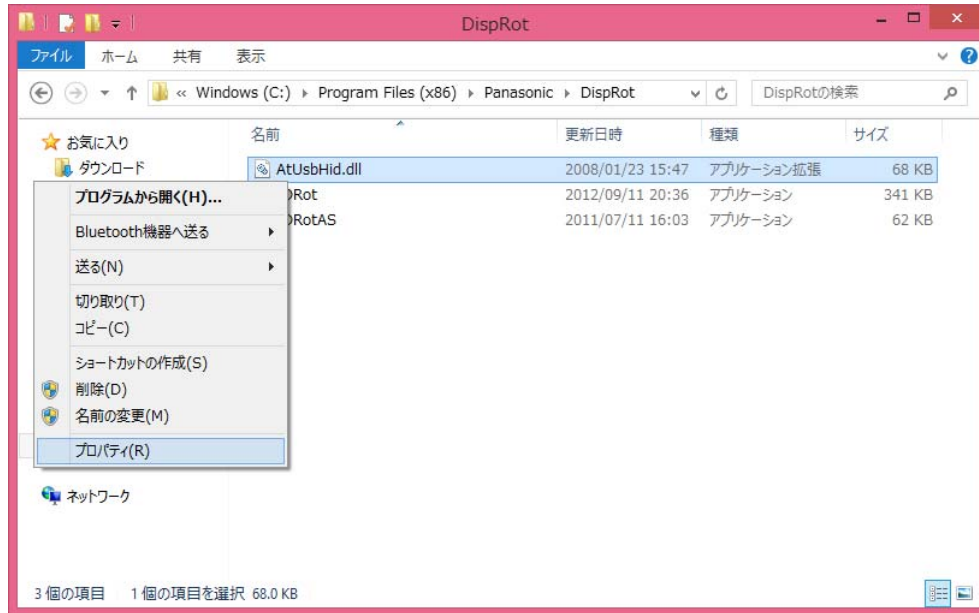 DispRot
ファイル ホーム 共有 表示
« Windows (C:) ▸ Program Files (x86) ▸ Panasonic ▸ DispRot DispRotの検索
お気に入り
ダウンロード
名前 更新日時 種類 サイズ
AtUsbHid.dll 2008/01/23 15:47 アプリケーション拡張 68 KB
Rot 2012/09/11 20:36 アプリケーション 341 KB
RotAS 2011/07/11 16:03 アプリケーション 62 KB
プログラムから開く(H)...
Bluetooth機器へ送る
送る(N)
切り取り(T)
コピー(C)
ショートカットの作成(S)
削除(D)
名前の変更(M)
プロパティ(R)
ネットワーク
3 個の項目 1 個の項目を選択 68.0 KB